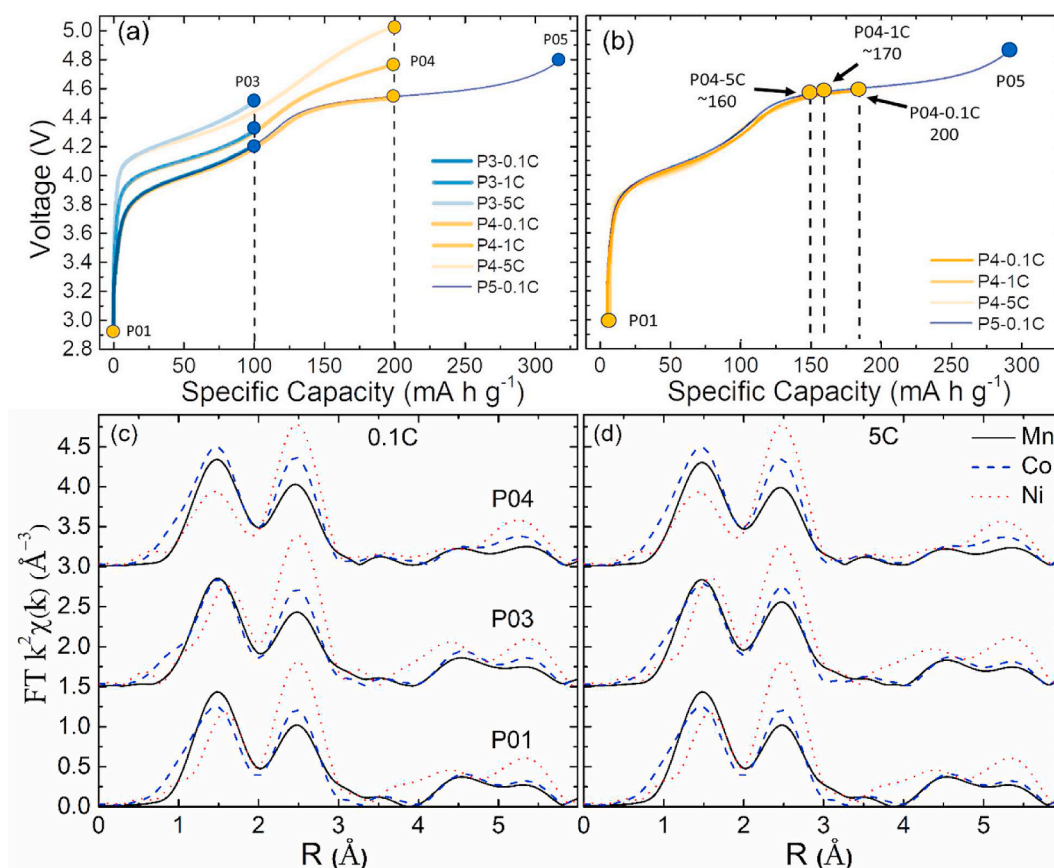 (a)
5.0
4.8
4.6
4.4
4.2
4.0
3.8
3.6
3.4
3.2
3.0
2.8
Voltage (V)
P03
P04
P05
P01
P3-0.1C
P3-1C
P3-5C
P4-0.1C
P4-1C
P4-5C
P5-0.1C
0 50 100 150 200 250 300
Specific Capacity (mA h g⁻¹)
(b)
P04-1C
~170
P04-5C
~160
P05
P04-0.1C
200
P01
P4-0.1C
P4-1C
P4-5C
P5-0.1C
0 50 100 150 200 250 300
Specific Capacity (mA h g⁻¹)
(c)
0.1C
4.5
4.0
3.5
3.0
2.5
2.0
1.5
1.0
0.5
0.0
FT k²χ(k) (Å⁻³)
P04
P03
P01
0 1 2 3 4 5
R (Å)
(d)
5C
Mn
Co
Ni
0 1 2 3 4 5
R (Å)